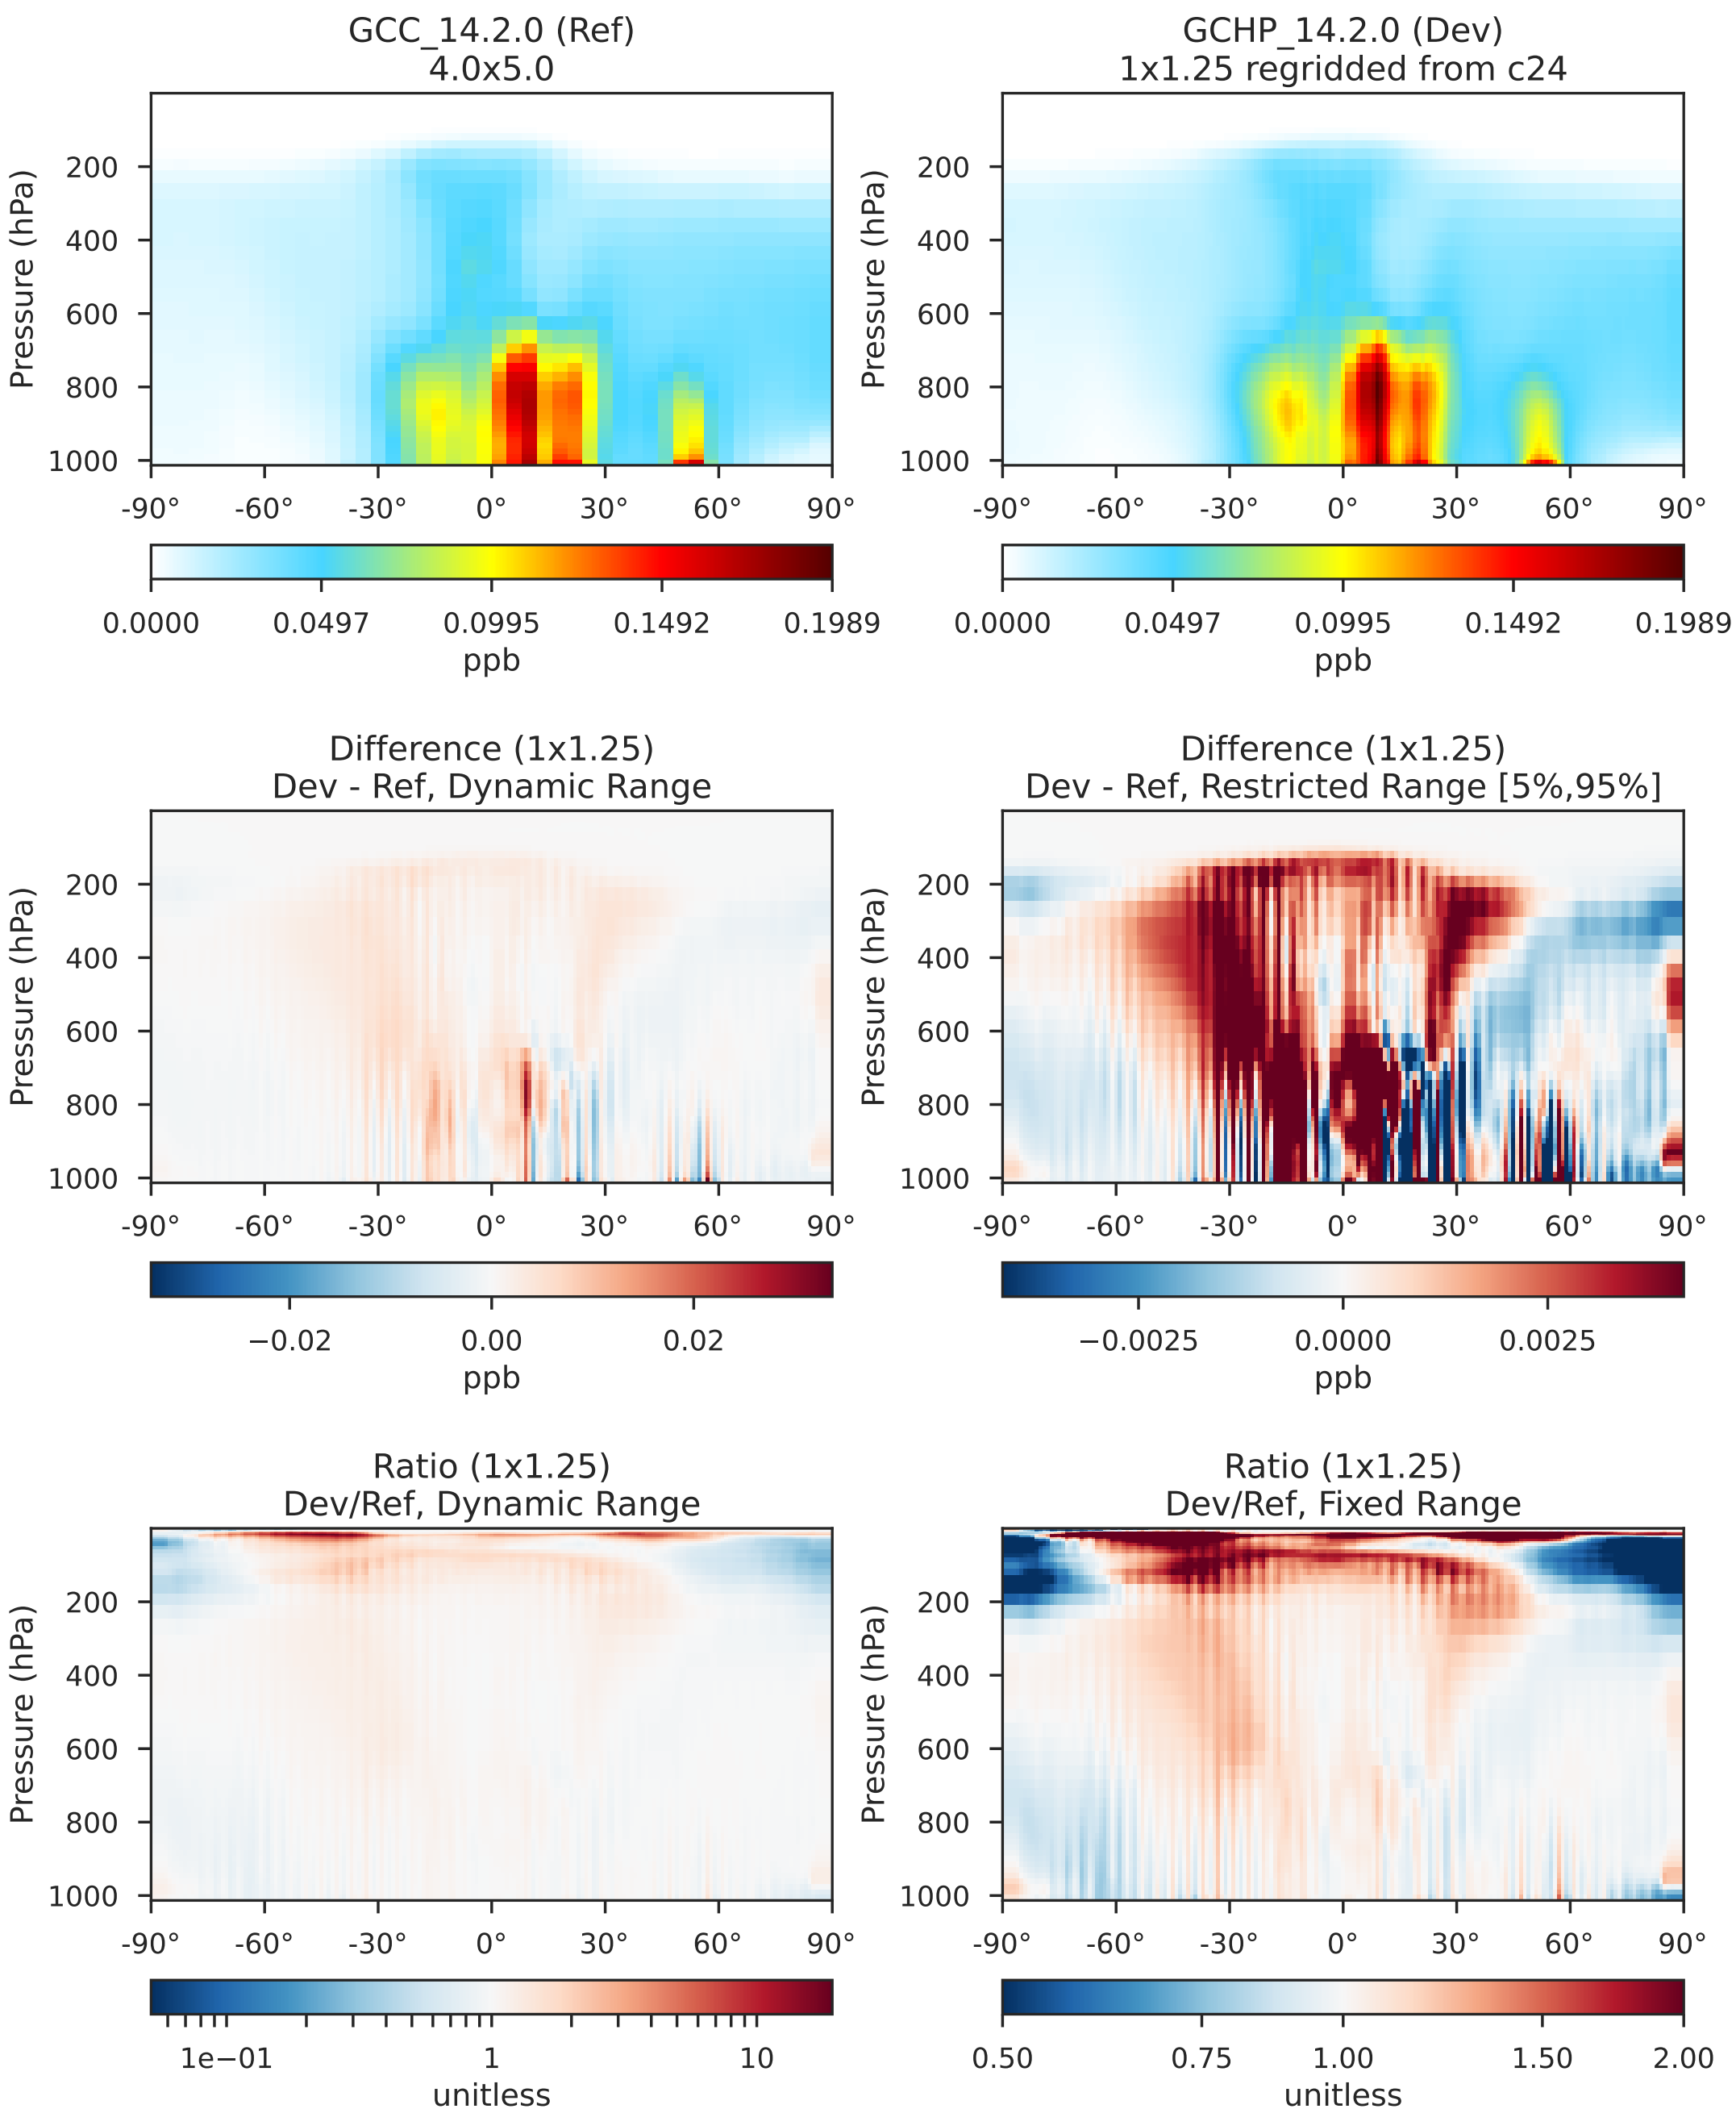 GCC_14.2.0 (Ref)
4.0x5.0
GCHP_14.2.0 (Dev)
1x1.25 regridded from c24
Pressure (hPa)
200
400
600
800
1000
-90° -60° -30° 0° 30° 60° 90°
0.0000 0.0497 0.0995 0.1492 0.1989
ppb
Pressure (hPa)
200
400
600
800
1000
-90° -60° -30° 0° 30° 60° 90°
0.0000 0.0497 0.0995 0.1492 0.1989
ppb
Difference (1x1.25)
Dev - Ref, Dynamic Range
Difference (1x1.25)
Dev - Ref, Restricted Range [5%,95%]
Pressure (hPa)
200
400
600
800
1000
-90° -60° -30° 0° 30° 60° 90°
−0.02 0.00 0.02
ppb
Pressure (hPa)
200
400
600
800
1000
-90° -60° -30° 0° 30° 60° 90°
−0.0025 0.0000 0.0025
ppb
Ratio (1x1.25)
Dev/Ref, Dynamic Range
Ratio (1x1.25)
Dev/Ref, Fixed Range
Pressure (hPa)
200
400
600
800
1000
-90° -60° -30° 0° 30° 60° 90°
1e−01 1 10
unitless
Pressure (hPa)
200
400
600
800
1000
-90° -60° -30° 0° 30° 60° 90°
0.50 0.75 1.00 1.50 2.00
unitless